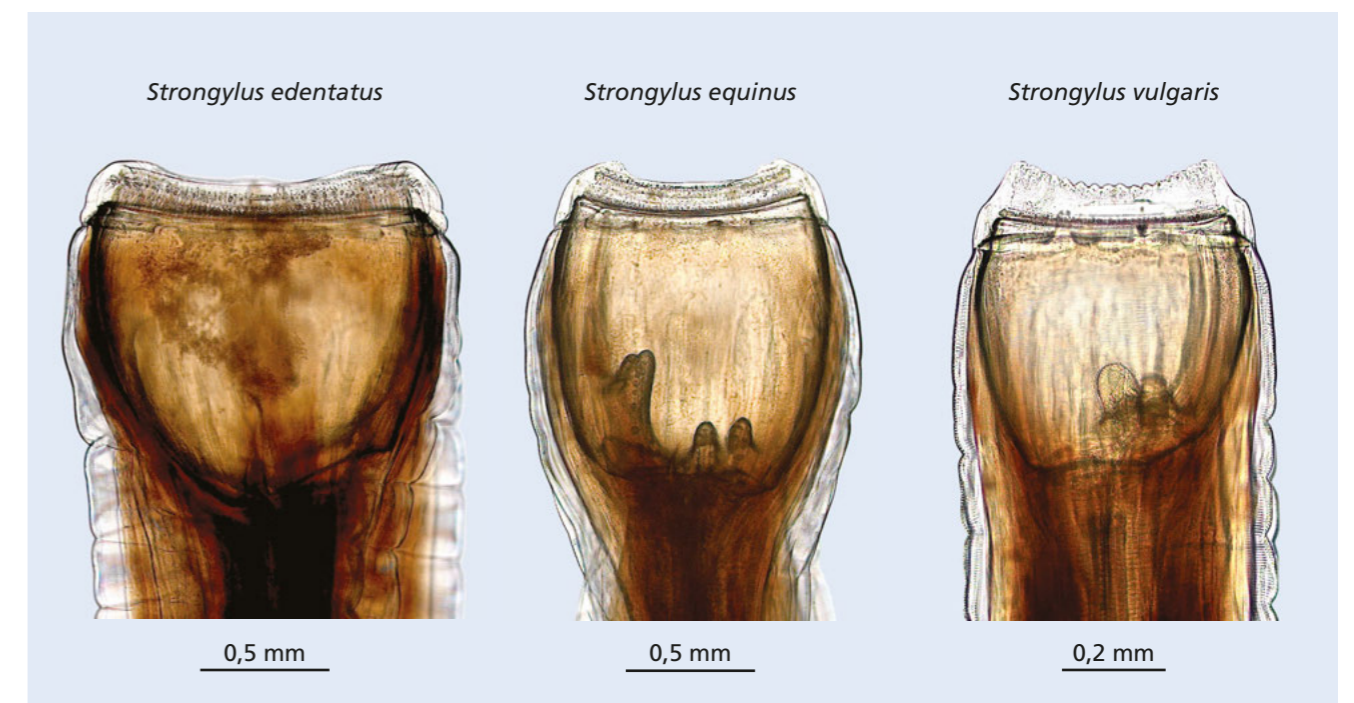 Strongylus edentatus
Strongylus equinus
Strongylus vulgaris
0,5 mm
0,5 mm
0,2 mm